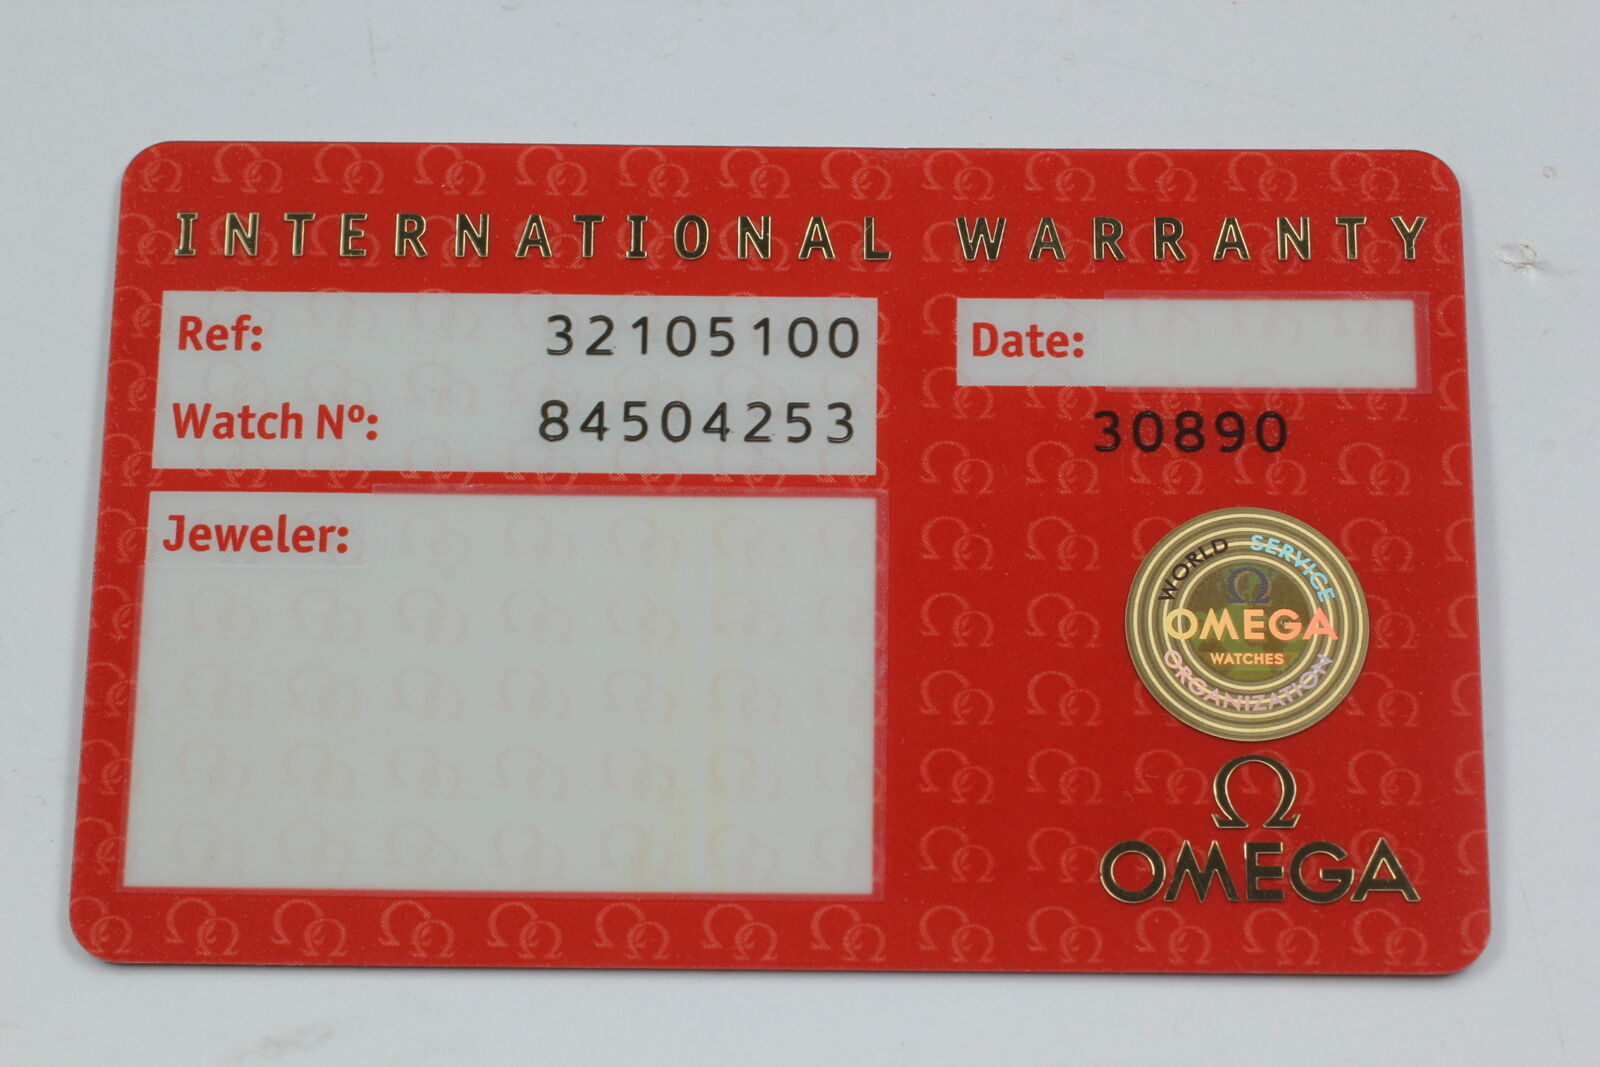 INTERNATIONAL WARRANTY
Ref: 32105100
Watch Nº: 84504253
Date:
30890
Jeweler:
WORLD SERVICE
Ω
OMEGA
WATCHES
ORGANIZATION
Ω
OMEGA